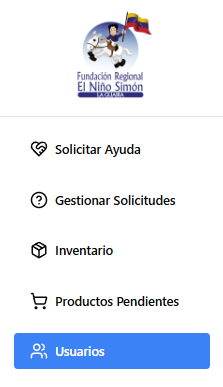 Fundación Regional
El Niño Simón
LA GUAIRA
Solicitar Ayuda
Gestionar Solicitudes
Inventario
Productos Pendientes
Usuarios